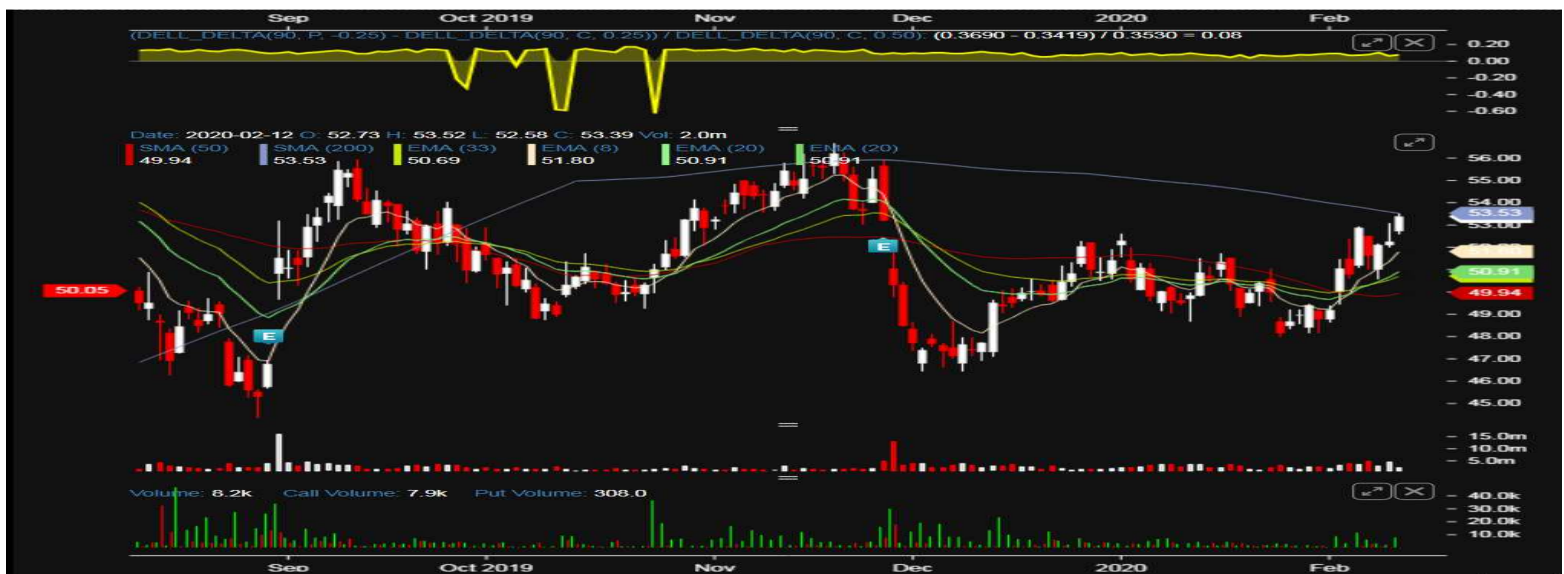 Sep Oct 2019 Nov Dec 2020 Feb
(DELL_DELTA(90, P, -0.25) - DELL_DELTA(90, C, 0.25)) / DELL_DELTA(90, C, 0.50): (0.3690 - 0.3419) / 0.3530 = 0.08
0.20
0.00
-0.20
-0.40
-0.60
Date: 2020-02-12 O: 52.73 H: 53.52 L: 52.58 C: 53.39 Vol: 2.0m
SMA (50) SMA (200) EMA (33) EMA (8) EMA (20) EMA (20)
49.94 53.53 50.69 51.80 50.91 50.91
56.00
55.00
54.00
53.53
53.00
E
50.91
50.05
49.94
49.00
E
48.00
47.00
46.00
45.00
15.0m
10.0m
5.0m
Volume: 8.2k Call Volume: 7.9k Put Volume: 308.0
40.0k
30.0k
20.0k
10.0k
Sep Oct 2019 Nov Dec 2020 Feb